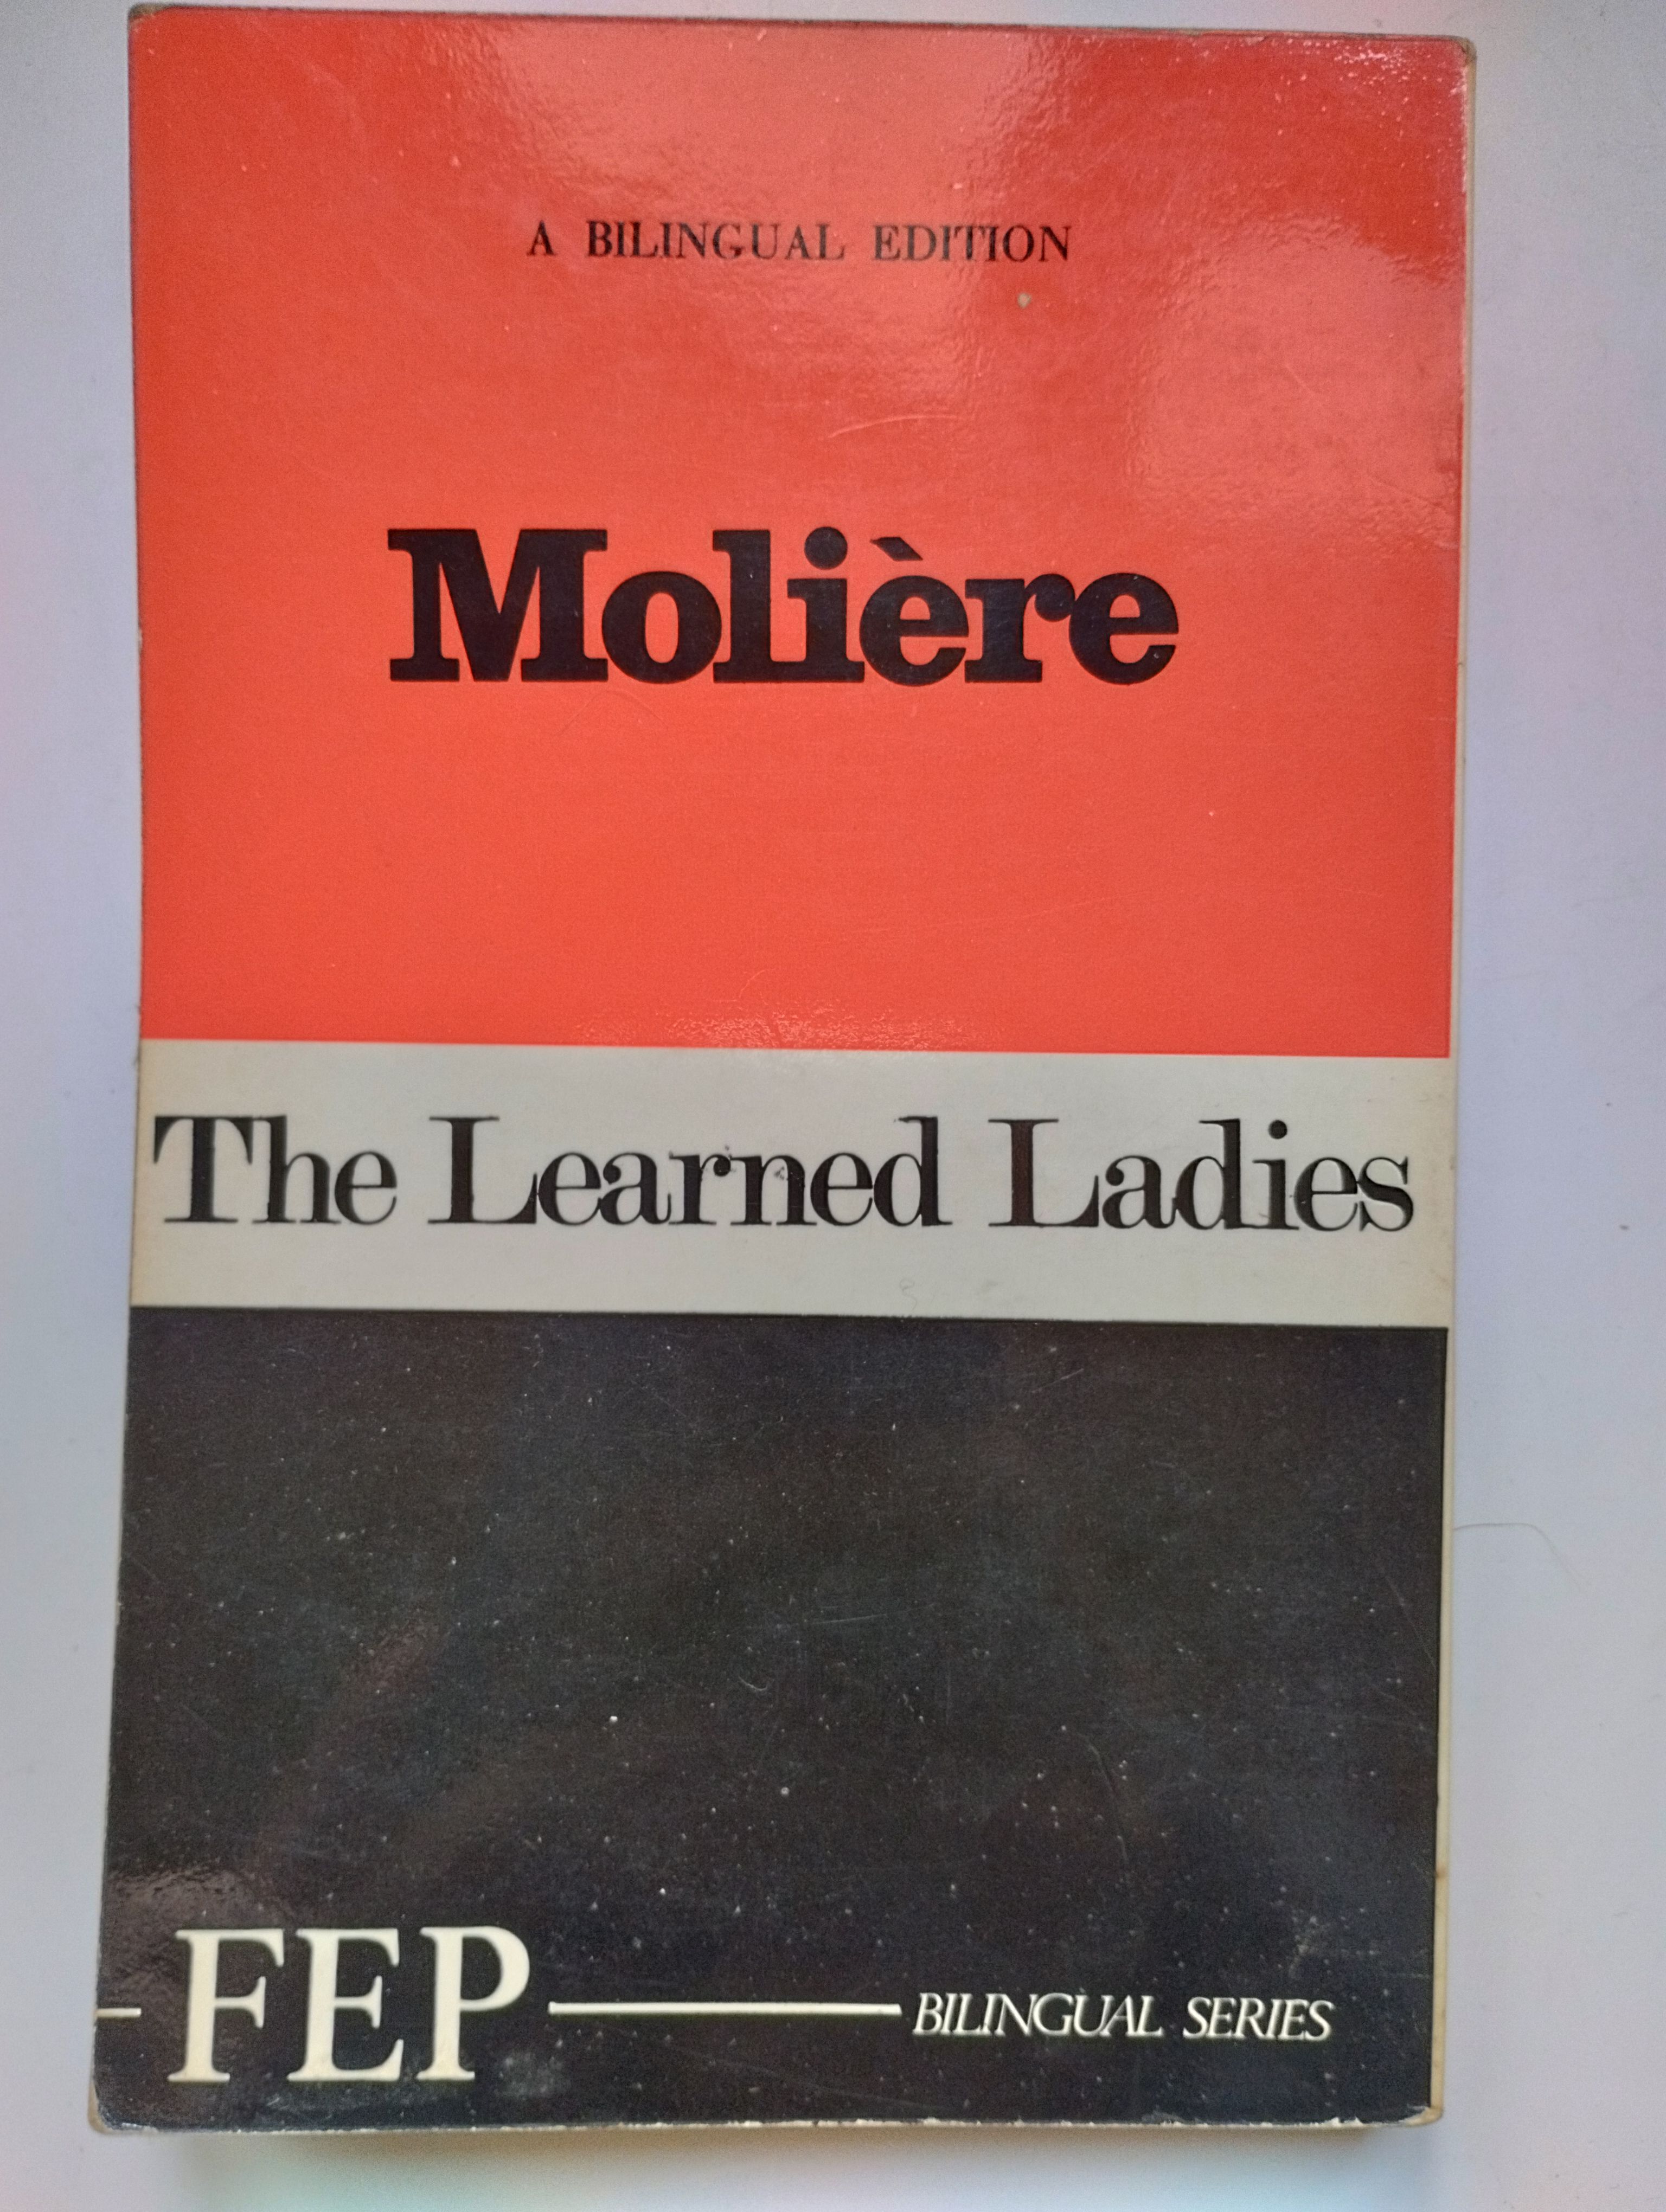 A BILINGUAL EDITION
Molière
The Learned Ladies
FEP
BILINGUAL SERIES